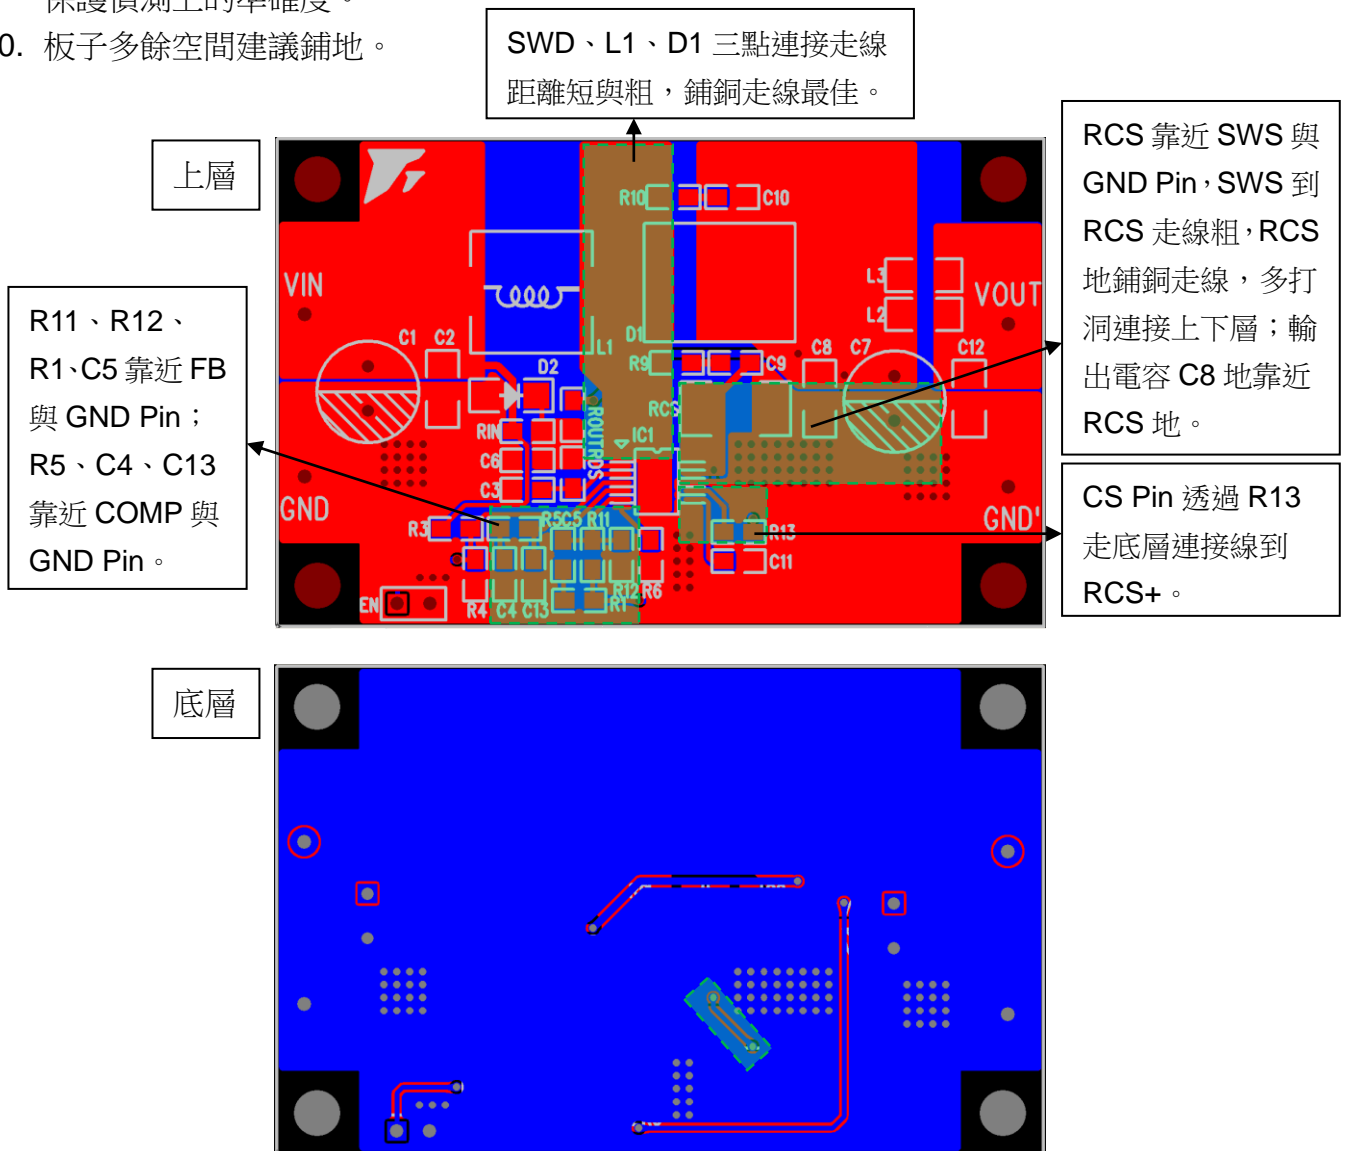 保護偵測上的準確度。
0. 板子多餘空間建議鋪地。
SWD、L1、D1 三點連接走線
距離短與粗，鋪銅走線最佳。
上層
RCS 靠近 SWS 與
GND Pin，SWS 到
RCS 走線粗，RCS
地鋪銅走線，多打
洞連接上下層；輸
出電容 C8 地靠近
RCS 地。
R11、R12、
R1、C5 靠近 FB
與 GND Pin；
R5、C4、C13
靠近 COMP 與
GND Pin。
CS Pin 透過 R13
走底層連接線到
RCS+。
R10
C10
VIN
L3
VOUT
L2
C1
C2
L1
D1
C8
C7
C12
D2
R9
C9
RCS
ROUTRDS
RIN
IC1
C6
C3
GND
GND'
R3
R5
C5
R11
R13
C11
EN
R4
C4
C13
R1
R12
R6
底層